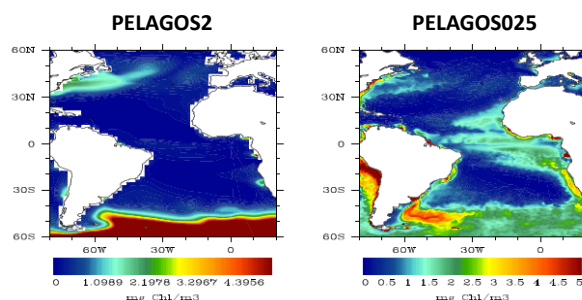 PELAGOS2
PELAGOS025
60N
30N
0
30S
60S
60W
30W
0
0
1.0989
2.1978
3.2967
4.3956
mg Chl/m3
60N
30N
0
30S
60S
60W
30W
0
0
0.5
1
1.5
2
2.5
3
3.5
4
4.5
5
mg Chl/m3